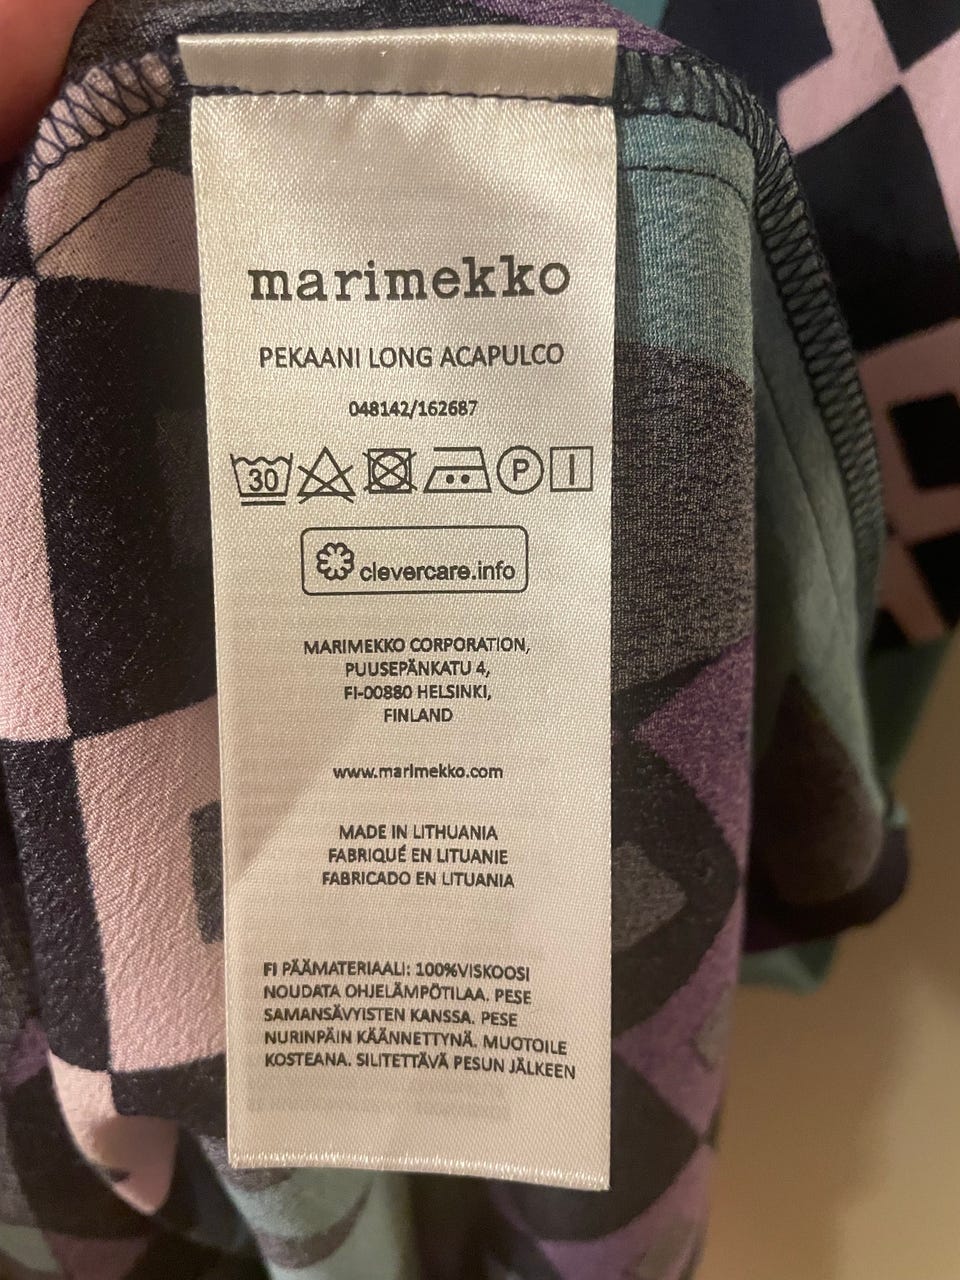 marimekko
PEKAANI LONG ACAPULCO
048142/162687
30 P
clevercare.info
MARIMEKKO CORPORATION,
PUUSEPÄNKATU 4,
FI-00880 HELSINKI,
FINLAND
www.marimekko.com
MADE IN LITHUANIA
FABRIQUÉ EN LITUANIE
FABRICADO EN LITUANIA
FI PÄÄMATERIAALI: 100%VISKOOSI
NOUDATA OHJELÄMPÖTILAA. PESE
SAMANSÄVYISTEN KANSSA. PESE
NURINPÄIN KÄÄNNETTYNÄ. MUOTOILE
KOSTEANA. SILITETTÄVÄ PESUN JÄLKEEN